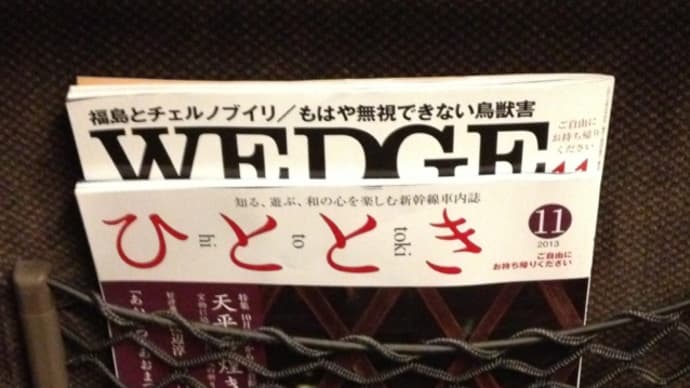 福島とチェルノブイリ／もはや無視できない鳥獣害
WEDGE
ご自由に
お持ち帰り
ください
知る、遊ぶ、和の心を楽しむ新幹線車内誌
ひととき
hi to toki
11
2013
ご自由に
お持ち帰りください
特集
天平